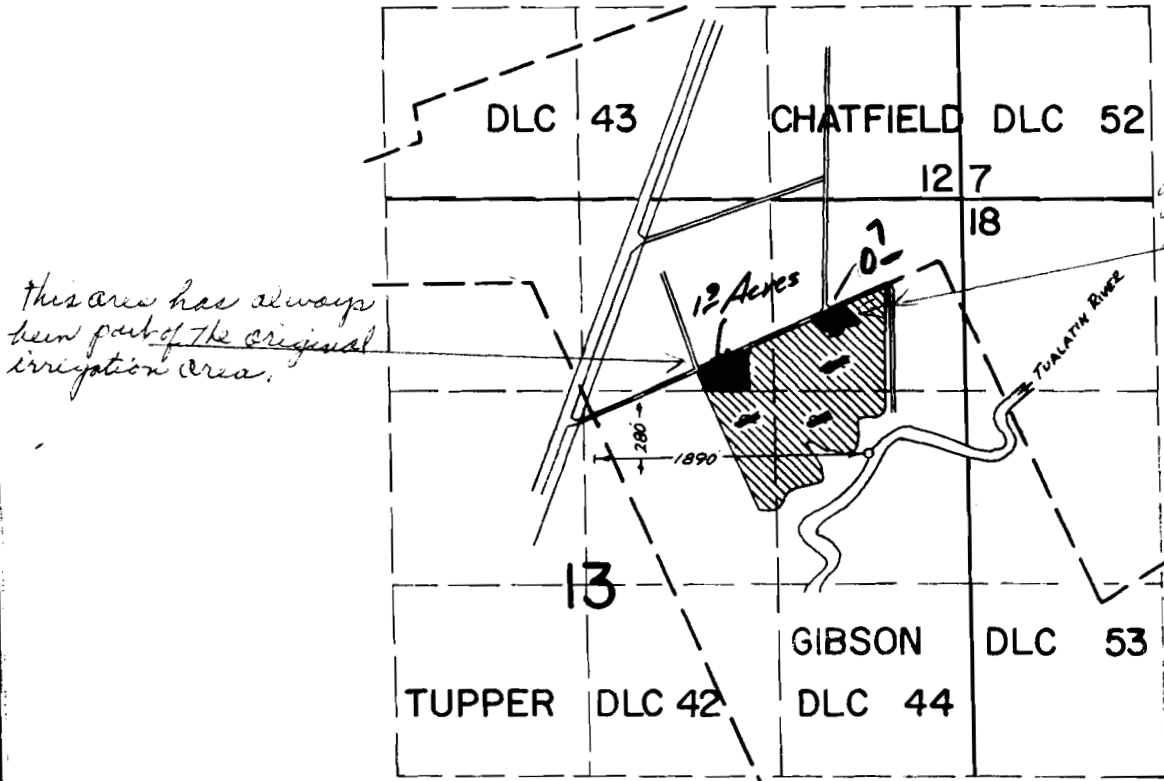 DLC 43
CHATFIELD DLC 52
12 7
18
this area has always
been part of the original
irrigation area.
Acres
TUALATIN RIVER
280'
1890'
13
GIBSON DLC 53
TUPPER DLC 42 DLC 44